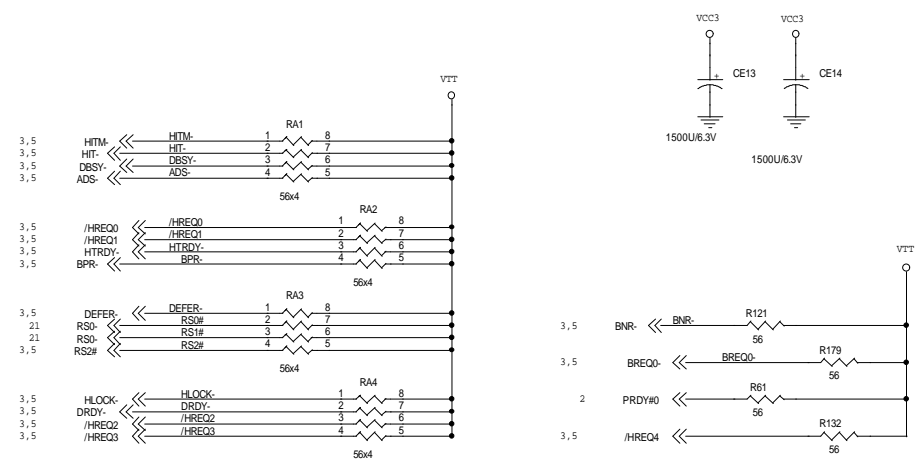 VCC3 VCC3
CE13 CE14
1500U/6.3V
1500U/6.3V
VTT
RA1
3,5 HITM- HITM- 1 8
3,5 HIT- HIT- 2 7
3,5 DBSY- DBSY- 3 6
3,5 ADS- ADS- 4 5
56x4
RA2
3,5 /HREQ0 /HREQ0 1 8
3,5 /HREQ1 /HREQ1 2 7
3,5 HTRDY- HTRDY- 3 6
3,5 BPR- BPR- 4 5
56x4
RA3
3,5 DEFER- DEFER- 1 8
21 RS0- RS0# 2 7
21 RS0- RS1# 3 6
3,5 RS2# RS2# 4 5
56x4
RA4
3,5 HLOCK- HLOCK- 1 8
3,5 DRDY- DRDY- 2 7
3,5 /HREQ2 /HREQ2 3 6
3,5 /HREQ3 /HREQ3 4 5
56x4
VTT
3,5 BNR- BNR- R121
56
3,5 BREQ0- BREQ0- R179
56
2 PRDY#0 R61
56
3,5 /HREQ4 R132
56